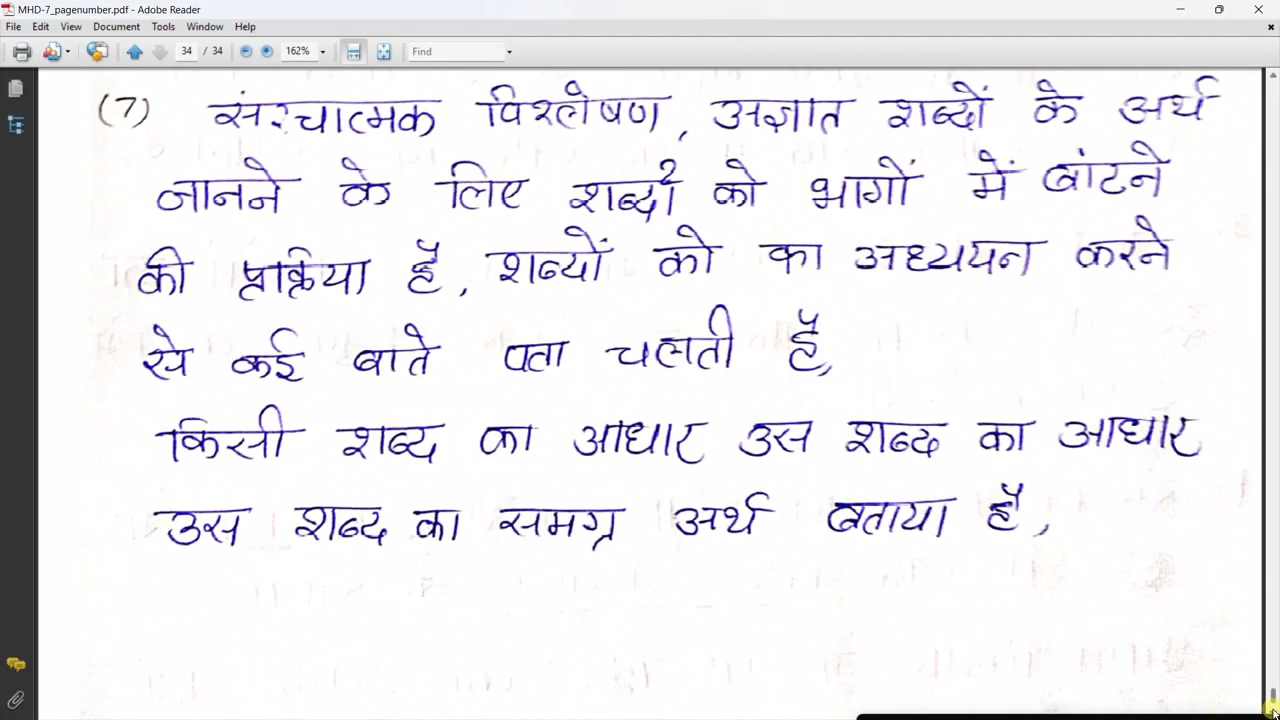 MHD-7_pagenumber.pdf - Adobe Reader
File Edit View Document Tools Window Help
34 / 34 162% Find
(7) संरचात्मक विश्लेषण, अज्ञात शब्दों के अर्थ
जानने के लिए शब्दों को भागों में बांटने
की प्रक्रिया है, शब्दों को का अध्ययन करने
से कई बाते पता चलती है,
किसी शब्द का आधार उस शब्द का आधार
उस शब्द का समग्र अर्थ बताया है,